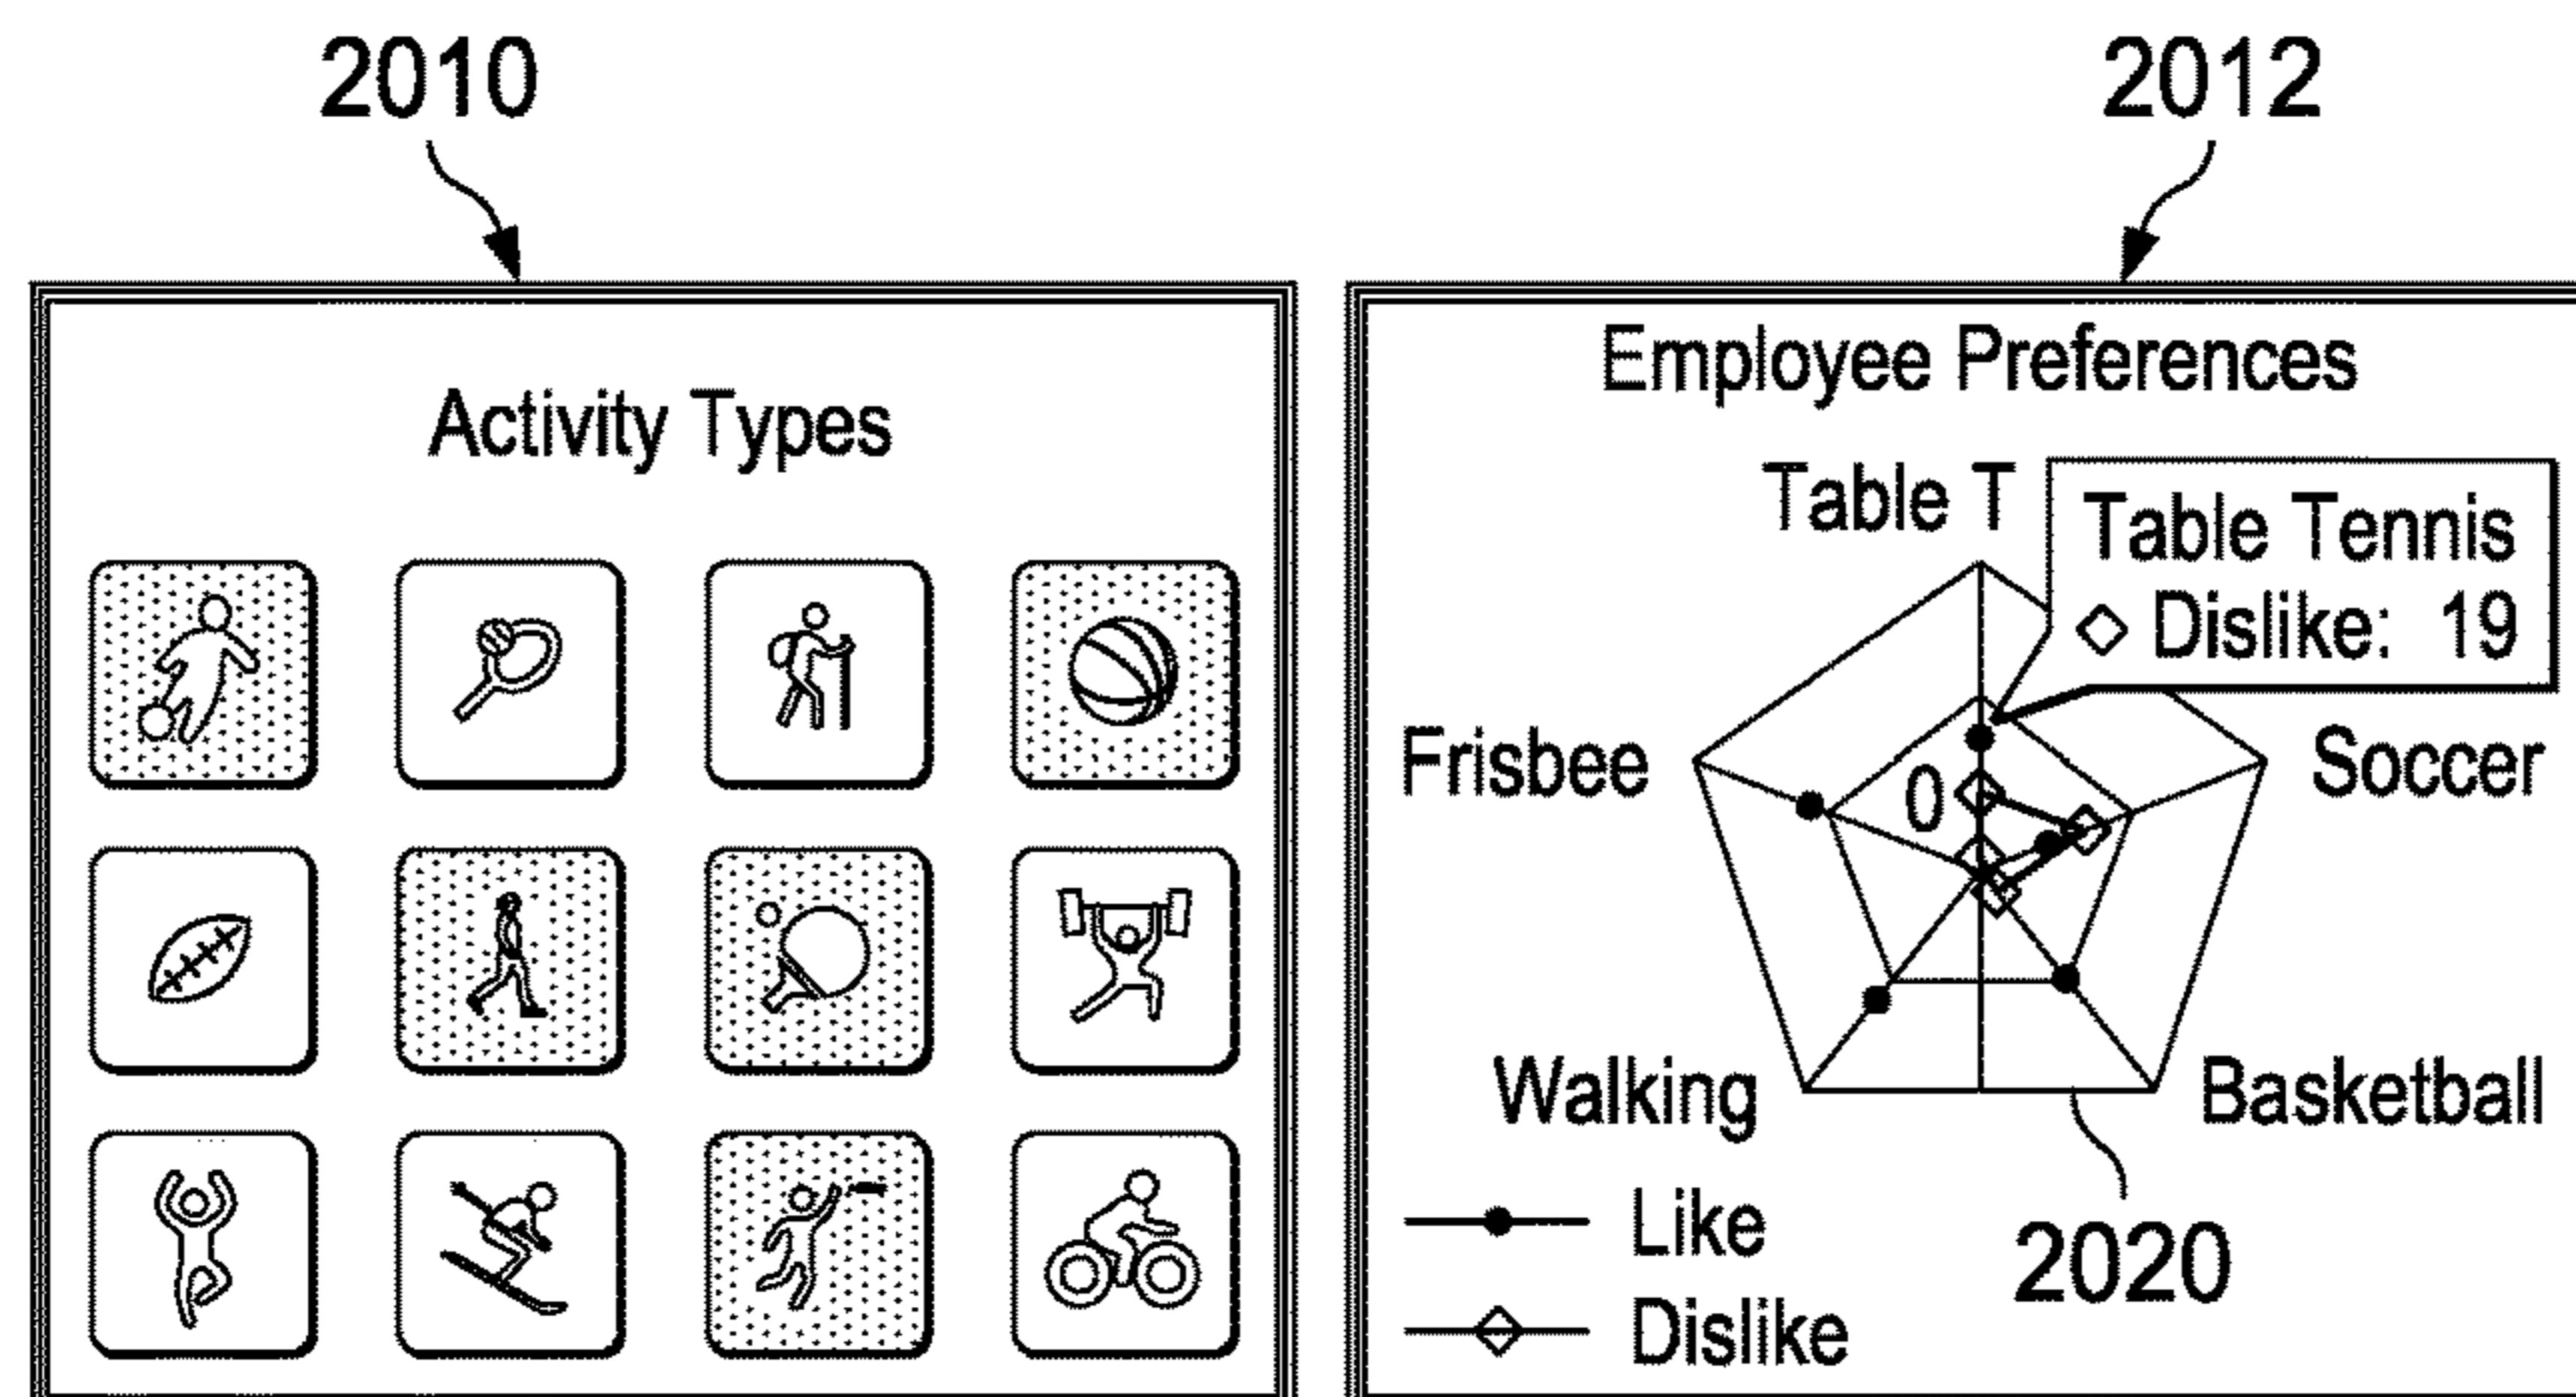 2010
2012
Activity Types
Employee Preferences
Table T
Table Tennis
Dislike: 19
Frisbee
0
Soccer
Walking
Basketball
Like
Dislike
2020